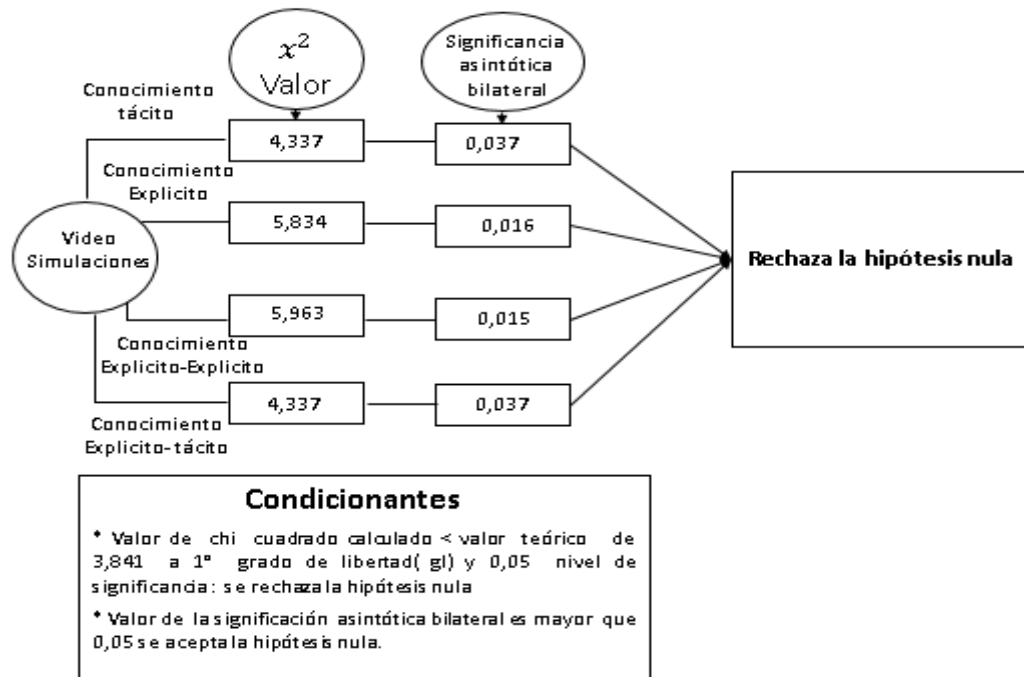 x²
Valor
Significancia
asintótica
bilateral
Conocimiento
tácito
4,337
0,037
Conocimiento
Explicito
5,834
0,016
Video
Simulaciones
Rechaza la hipótesis nula
5,963
0,015
Conocimiento
Explicito-Explicito
4,337
0,037
Conocimiento
Explicito-tácito
Condicionantes
* Valor de chi cuadrado calculado < valor teórico de
3,841 a 1° grado de libertad( gl) y 0,05 nivel de
significancia: se rechaza la hipótesis nula
* Valor de la significación asintótica bilateral es mayor que
0,05 se acepta la hipótesis nula.